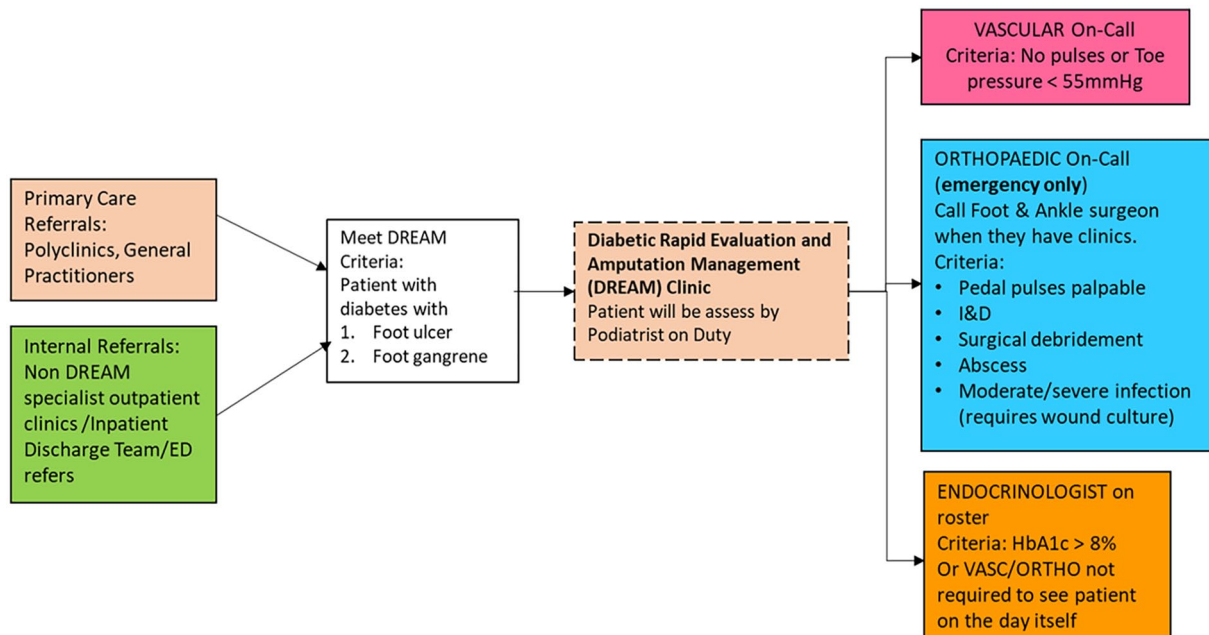 Primary Care
Referrals:
Polyclinics, General
Practitioners
Internal Referrals:
Non DREAM
specialist outpatient
clinics /Inpatient
Discharge Team/ED
refers
Meet DREAM
Criteria:
Patient with
diabetes with
1. Foot ulcer
2. Foot gangrene
Diabetic Rapid Evaluation and
Amputation Management
(DREAM) Clinic
Patient will be assess by
Podiatrist on Duty
VASCULAR On-Call
Criteria: No pulses or Toe
pressure < 55mmHg
ORTHOPAEDIC On-Call
(emergency only)
Call Foot & Ankle surgeon
when they have clinics.
Criteria:
• Pedal pulses palpable
• I&D
• Surgical debridement
• Abscess
• Moderate/severe infection
(requires wound culture)
ENDOCRINOLOGIST on
roster
Criteria: HbA1c > 8%
Or VASC/ORTHO not
required to see patient
on the day itself